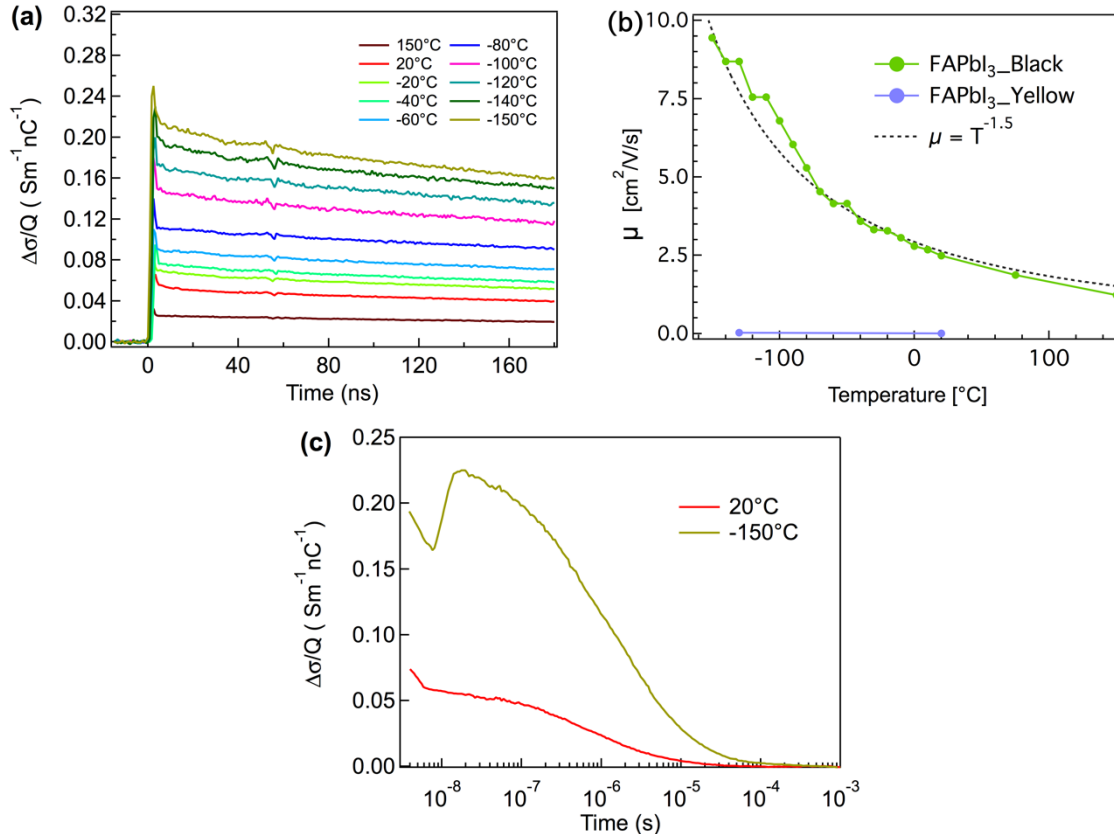 (a)
0.32
0.28
0.24
0.20
0.16
0.12
0.08
0.04
0.00
Δσ/Q ( Sm⁻¹nC⁻¹)
150°C
20°C
-20°C
-40°C
-60°C
-80°C
-100°C
-120°C
-140°C
-150°C
0
40
80
120
160
Time (ns)
(b)
10.0
7.5
5.0
2.5
0.0
μ [cm²/V/s]
FAPbI₃_Black
FAPbI₃_Yellow
μ = T⁻¹·⁵
-100
0
100
Temperature [°C]
(c)
0.25
0.20
0.15
0.10
0.05
0.00
Δσ/Q ( Sm⁻¹nC⁻¹)
20°C
-150°C
10⁻⁸
10⁻⁷
10⁻⁶
10⁻⁵
10⁻⁴
10⁻³
Time (s)